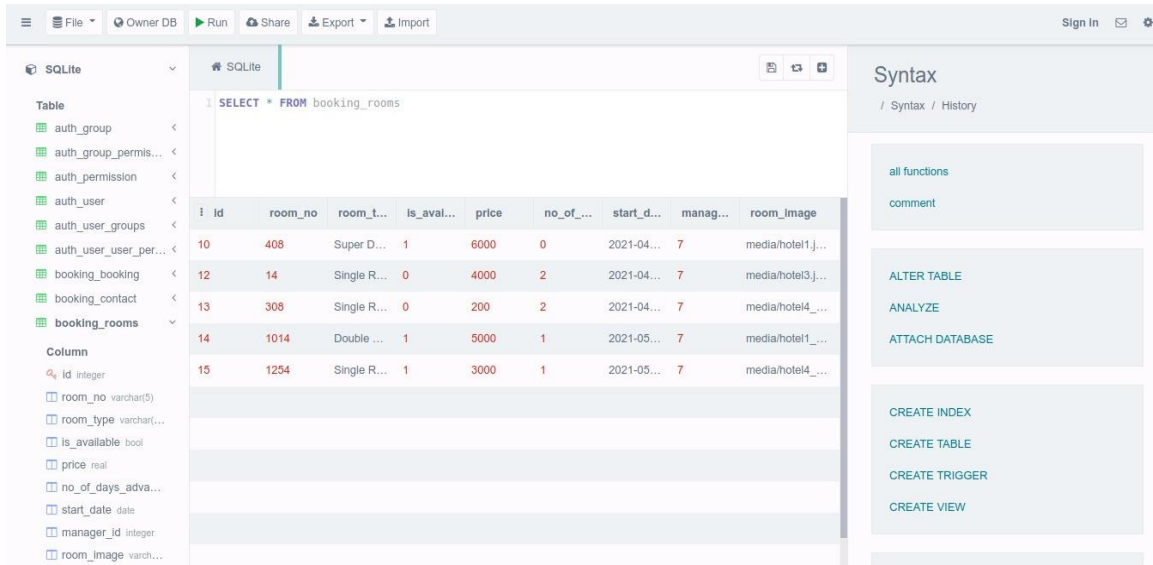 File Owner DB Run Share Export Import Sign in
SQLite
Table
auth_group
auth_group_permis...
auth_permission
auth_user
auth_user_groups
auth_user_user_per...
booking_booking
booking_contact
booking_rooms
Column
id integer
room_no varchar(5)
room_type varchar(...
is_available bool
price real
no_of_days_adva...
start_date date
manager_id integer
room_image varch...
SQLite
1 SELECT * FROM booking_rooms
id room_no room_t... is_avai... price no_of_... start_d... manag... room_image
10 408 Super D... 1 6000 0 2021-04... 7 media/hotel1.j...
12 14 Single R... 0 4000 2 2021-04... 7 media/hotel3.j...
13 308 Single R... 0 200 2 2021-04... 7 media/hotel4_...
14 1014 Double ... 1 5000 1 2021-05... 7 media/hotel1_...
15 1254 Single R... 1 3000 1 2021-05... 7 media/hotel4_...
Syntax
/ Syntax / History
all functions
comment
ALTER TABLE
ANALYZE
ATTACH DATABASE
CREATE INDEX
CREATE TABLE
CREATE TRIGGER
CREATE VIEW